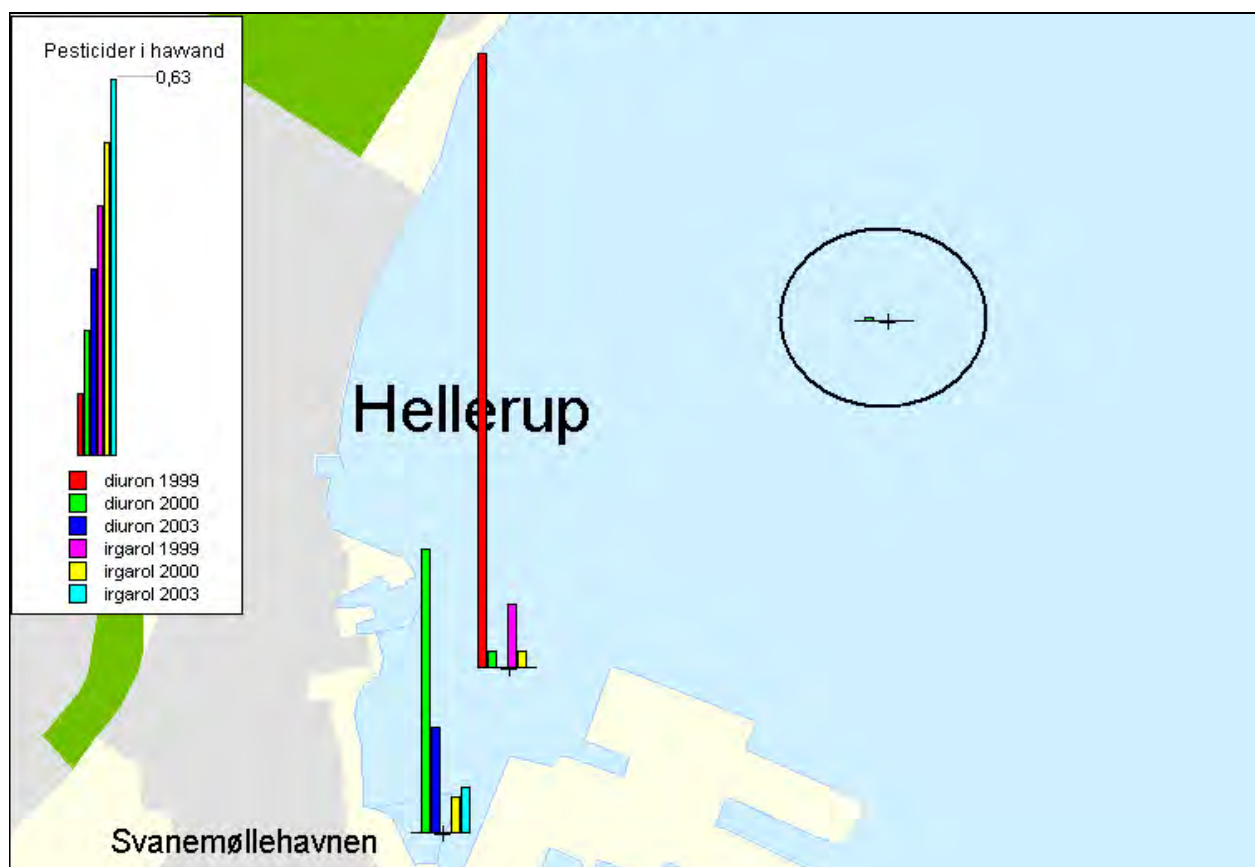 Pesticider i havvand
0,63
diuron 1999
diuron 2000
diuron 2003
irgarol 1999
irgarol 2000
irgarol 2003
Hellerup
Svanemøllehavnen